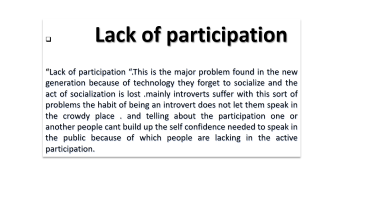 Lack of participation
“Lack of participation “.This is the major problem found in the new
generation because of technology they forget to socialize and the
act of socialization is lost .mainly introverts suffer with this sort of
problems the habit of being an introvert does not let them speak in
the crowdy place . and telling about the participation one or
another people cant build up the self confidence needed to speak in
the public because of which people are lacking in the active
participation.